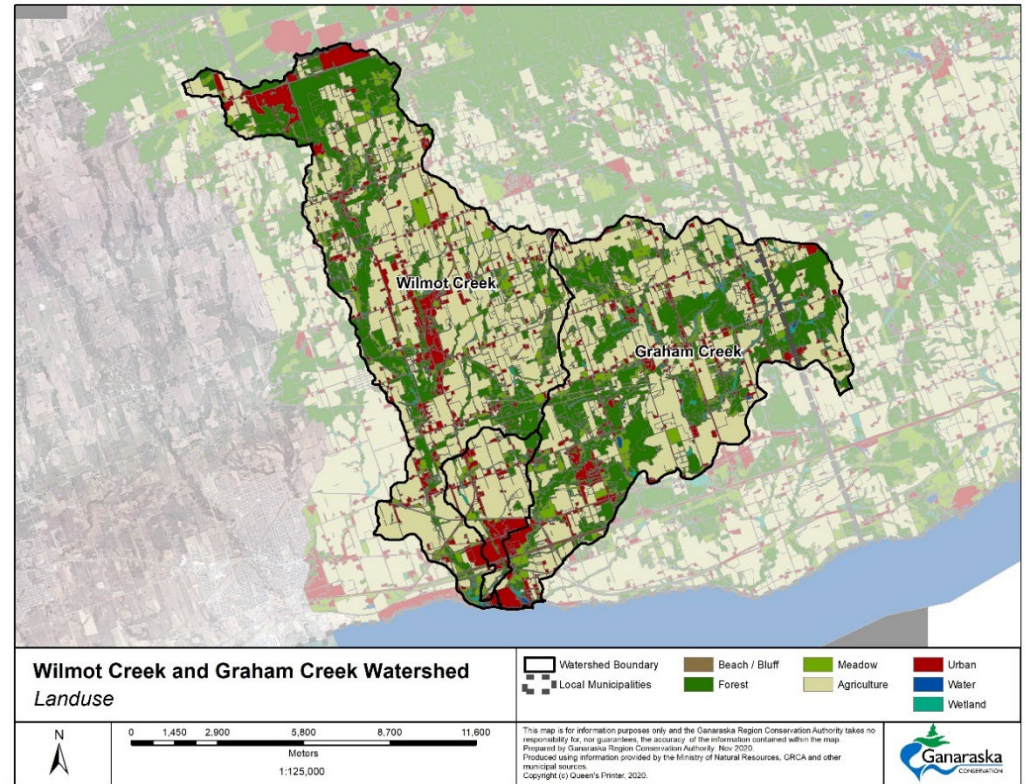 Wilmot Creek
Graham Creek
Wilmot Creek and Graham Creek Watershed
Landuse
N
0 1,450 2,900 5,800 8,700 11,600
Meters
1:125,000
Watershed Boundary
Local Municipalities
Beach / Bluff
Forest
Meadow
Agriculture
Urban
Water
Wetland
This map is for information purposes only and the Ganaraska Region Conservation Authority takes no
responsibility for, nor guarantees, the accuracy of the information contained within the map.
Prepared by Ganaraska Region Conservation Authority: Nov 2020.
Produced using information provided by the Ministry of Natural Resources, GRCA and other
municipal sources.
Copyright (c) Queen's Printer, 2020.
Ganaraska
CONSERVATION